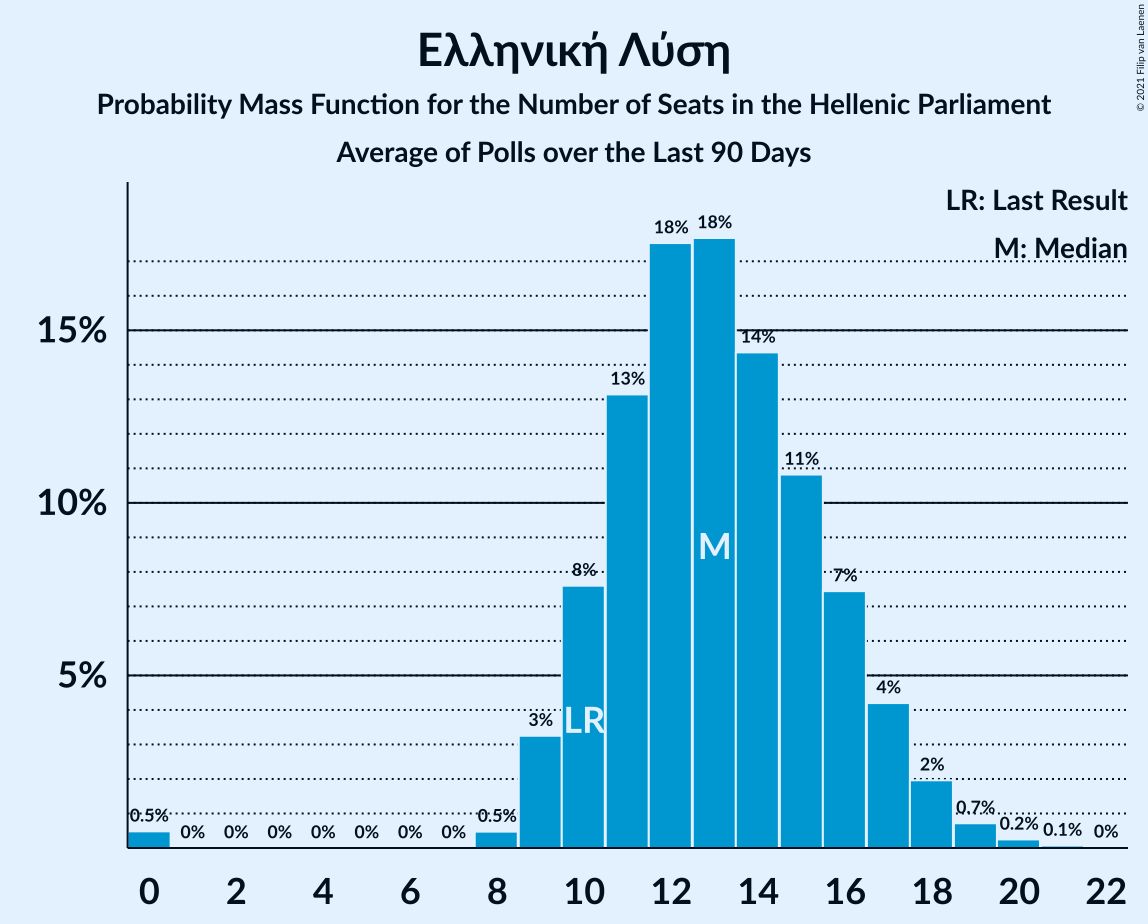 Ελληνική Λύση
Probability Mass Function for the Number of Seats in the Hellenic Parliament
Average of Polls over the Last 90 Days
© 2021 Filip van Laenen
LR: Last Result
M: Median
15%
10%
5%
0.5% 0% 0% 0% 0% 0% 0% 0% 0.5% 3% 8% 13% 18% 18% 14% 11% 7% 4% 2% 0.7% 0.2% 0.1% 0%
M
LR
0 2 4 6 8 10 12 14 16 18 20 22